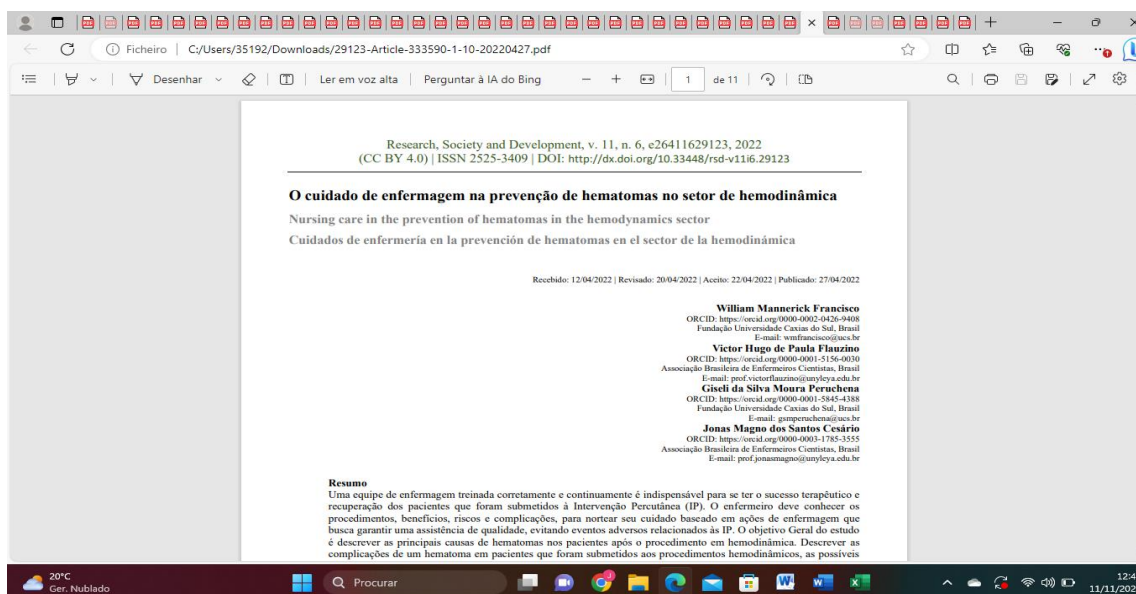 Ficheiro C:/Users/35192/Downloads/29123-Article-333590-1-10-20220427.pdf
Desenhar Ler em voz alta Perguntar à IA do Bing 1 de 11
Research, Society and Development, v. 11, n. 6, e26411629123, 2022
(CC BY 4.0) | ISSN 2525-3409 | DOI: http://dx.doi.org/10.33448/rsd-v11i6.29123
O cuidado de enfermagem na prevenção de hematomas no setor de hemodinâmica
Nursing care in the prevention of hematomas in the hemodynamics sector
Cuidados de enfermería en la prevención de hematomas en el sector de la hemodinámica
Recebido: 12/04/2022 | Revisado: 20/04/2022 | Aceito: 22/04/2022 | Publicado: 27/04/2022
William Mannerick Francisco
ORCID: https://orcid.org/0000-0002-0426-9408
Fundação Universidade Caxias do Sul, Brasil
E-mail: wmfrancisco@ucs.br
Victor Hugo de Paula Flauzino
ORCID: https://orcid.org/0000-0001-5156-0030
Associação Brasileira de Enfermeiros Cientistas, Brasil
E-mail: prof.victorflauzino@unyleya.edu.br
Giseli da Silva Moura Peruchena
ORCID: https://orcid.org/0000-0001-5845-4388
Fundação Universidade Caxias do Sul, Brasil
E-mail: gsmperuchena@ucs.br
Jonas Magno dos Santos Cesário
ORCID: https://orcid.org/0000-0003-1785-3555
Associação Brasileira de Enfermeiros Cientistas, Brasil
E-mail: prof.jonasmagno@unyleya.edu.br
Resumo
Uma equipe de enfermagem treinada corretamente e continuamente é indispensável para se ter o sucesso terapêutico e
recuperação dos pacientes que foram submetidos à Intervenção Percutânea (IP). O enfermeiro deve conhecer os
procedimentos, benefícios, riscos e complicações, para nortear seu cuidado baseado em ações de enfermagem que
busca garantir uma assistência de qualidade, evitando eventos adversos relacionados às IP. O objetivo Geral do estudo
é descrever as principais causas de hematomas nos pacientes após o procedimento em hemodinâmica. Descrever as
complicações de um hematoma em pacientes que foram submetidos aos procedimentos hemodinâmicos, as possíveis
20°C
Ger. Nublado
Procurar
12:4
11/11/202